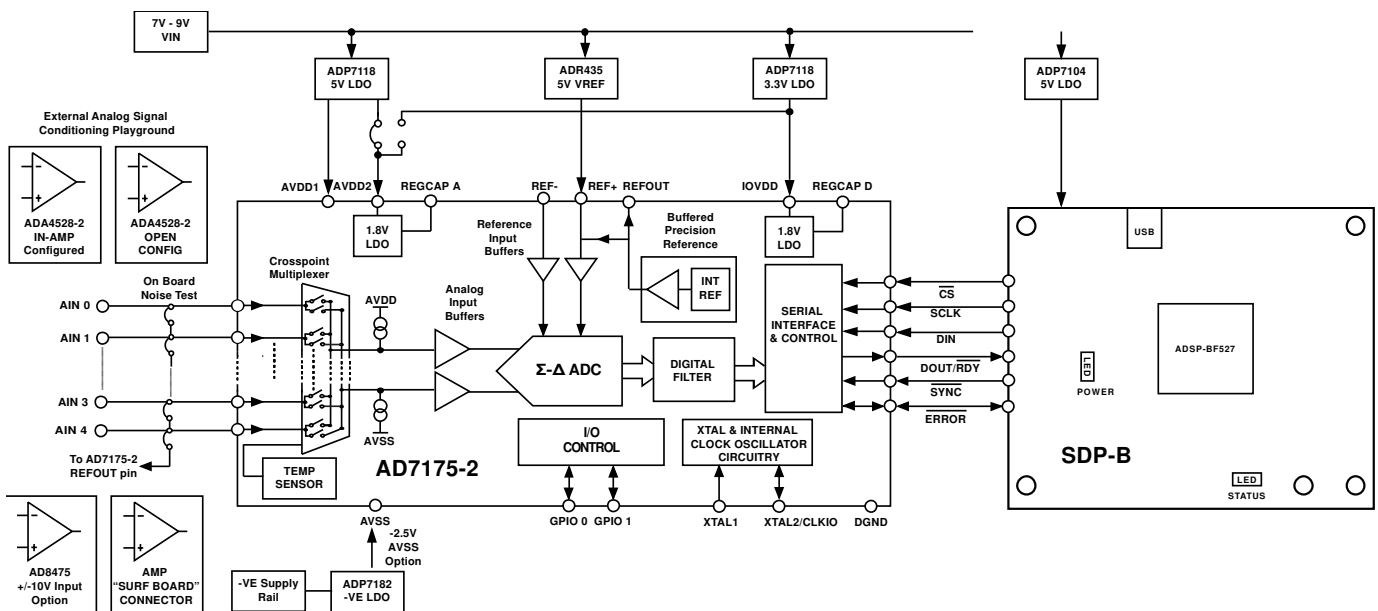 7V - 9V
VIN
ADP7118
5V LDO
ADR435
5V VREF
ADP7118
3.3V LDO
ADP7104
5V LDO
External Analog Signal
Conditioning Playground
ADA4528-2
IN-AMP
Configured
ADA4528-2
OPEN
CONFIG
AVDD1
AVDD2
REGCAP A
REF-
REF+
REFOUT
IOVDD
REGCAP D
1.8V
LDO
Reference
Input
Buffers
Buffered
Precision
Reference
INT
REF
1.8V
LDO
On Board
Noise Test
Crosspoint
Multiplexer
AIN 0
AIN 1
AIN 3
AIN 4
To AD7175-2
REFOUT pin
AVDD
AVSS
Analog
Input
Buffers
Σ-Δ ADC
DIGITAL
FILTER
SERIAL
INTERFACE
& CONTROL
CS
SCLK
DIN
DOUT/RDY
SYNC
ERROR
TEMP
SENSOR
AD7175-2
I/O
CONTROL
XTAL & INTERNAL
CLOCK OSCILLATOR
CIRCUITRY
AVSS
GPIO 0
GPIO 1
XTAL1
XTAL2/CLKIO
DGND
-2.5V
AVSS
Option
-VE Supply
Rail
ADP7182
-VE LDO
AD8475
+/-10V Input
Option
AMP
“SURF BOARD”
CONNECTOR
USB
ADSP-BF527
LED
POWER
SDP-B
LED
STATUS